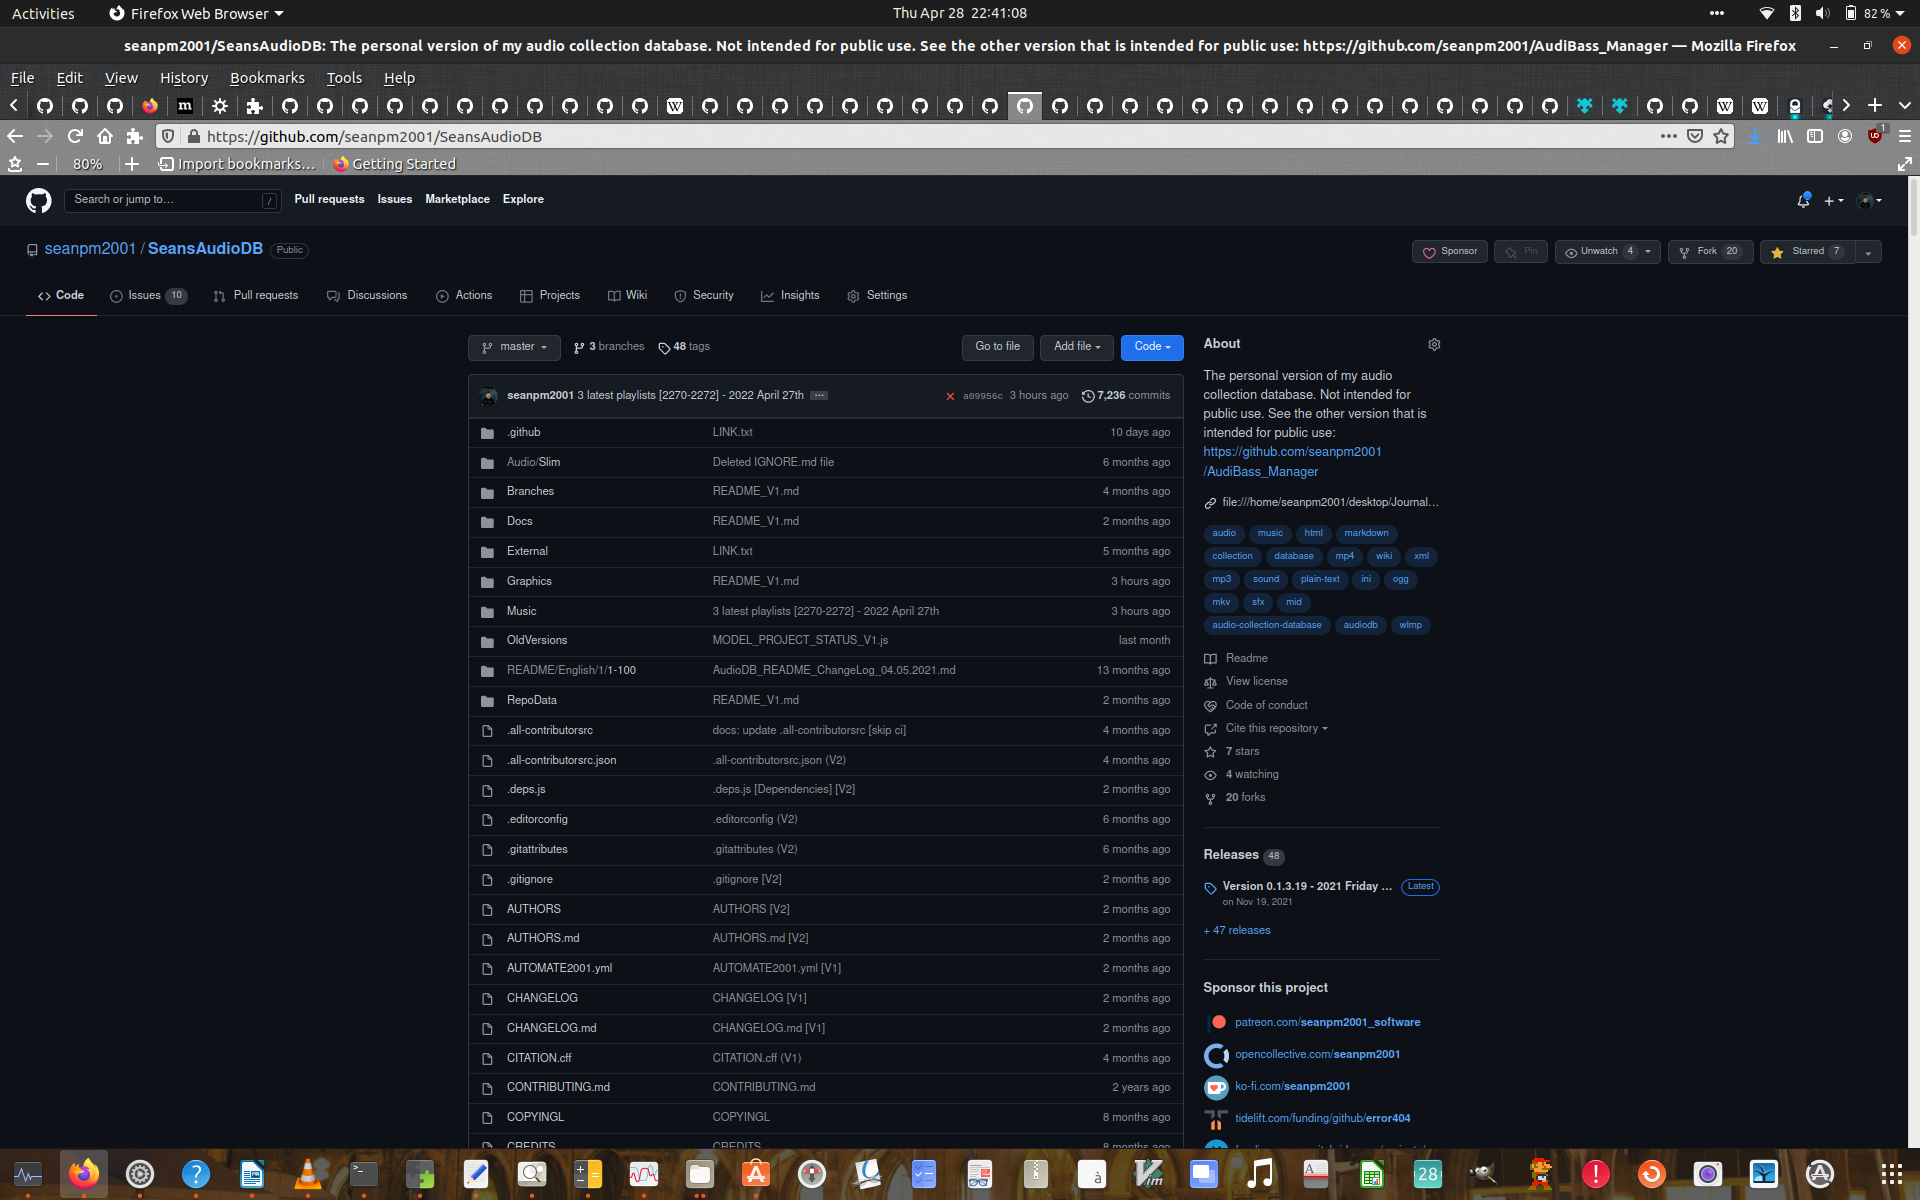 Activities
Firefox Web Browser
Thu Apr 28 22:41:08
82 %
seanpm2001/SeansAudioDB: The personal version of my audio collection database. Not intended for public use. See the other version that is intended for public use: https://github.com/seanpm2001/AudiBass_Manager — Mozilla Firefox
File Edit View History Bookmarks Tools Help
https://github.com/seanpm2001/SeansAudioDB
80%
Import bookmarks...
Getting Started
Search or jump to...
/
Pull requests Issues Marketplace Explore
seanpm2001 / SeansAudioDB Public
Sponsor
Pin
Unwatch 4
Fork 20
Starred 7
Code
Issues 10
Pull requests
Discussions
Actions
Projects
Wiki
Security
Insights
Settings
master
3 branches
48 tags
Go to file
Add file
Code
seanpm2001 3 latest playlists [2270-2272] - 2022 April 27th ... a09956c 3 hours ago 7,236 commits
.github LINK.txt 10 days ago
Audio/Slim Deleted IGNORE.md file 6 months ago
Branches README_V1.md 4 months ago
Docs README_V1.md 2 months ago
External LINK.txt 5 months ago
Graphics README_V1.md 3 hours ago
Music 3 latest playlists [2270-2272] - 2022 April 27th 3 hours ago
OldVersions MODEL_PROJECT_STATUS_V1.js last month
README/English/1/1-100 AudioDB_README_ChangeLog_04.05.2021.md 13 months ago
RepoData README_V1.md 2 months ago
.all-contributorsrc docs: update .all-contributorsrc [skip ci] 4 months ago
.all-contributorsrc.json .all-contributorsrc.json (V2) 4 months ago
.deps.js .deps.js [Dependencies] [V2] 2 months ago
.editorconfig .editorconfig (V2) 6 months ago
.gitattributes .gitattributes (V2) 6 months ago
.gitignore .gitignore [V2] 2 months ago
AUTHORS AUTHORS [V2] 2 months ago
AUTHORS.md AUTHORS.md [V2] 2 months ago
AUTOMATE2001.yml AUTOMATE2001.yml [V1] 2 months ago
CHANGELOG CHANGELOG [V1] 2 months ago
CHANGELOG.md CHANGELOG.md [V1] 2 months ago
CITATION.cff CITATION.cff (V1) 4 months ago
CONTRIBUTING.md CONTRIBUTING.md 2 years ago
COPYINGL COPYINGL 8 months ago
CREDITS CREDITS 8 months ago
About
The personal version of my audio
collection database. Not intended for
public use. See the other version that is
intended for public use:
https://github.com/seanpm2001
/AudiBass_Manager
file:///home/seanpm2001/desktop/Journal...
audio music html markdown
collection database mp4 wiki xml
mp3 sound plain-text ini ogg
mkv sfx mid
audio-collection-database audiodb wlmp
Readme
View license
Code of conduct
Cite this repository
7 stars
4 watching
20 forks
Releases 48
Version 0.1.3.19 - 2021 Friday ... Latest
on Nov 19, 2021
+ 47 releases
Sponsor this project
patreon.com/seanpm2001_software
opencollective.com/seanpm2001
ko-fi.com/seanpm2001
tidelift.com/funding/github/error404
28